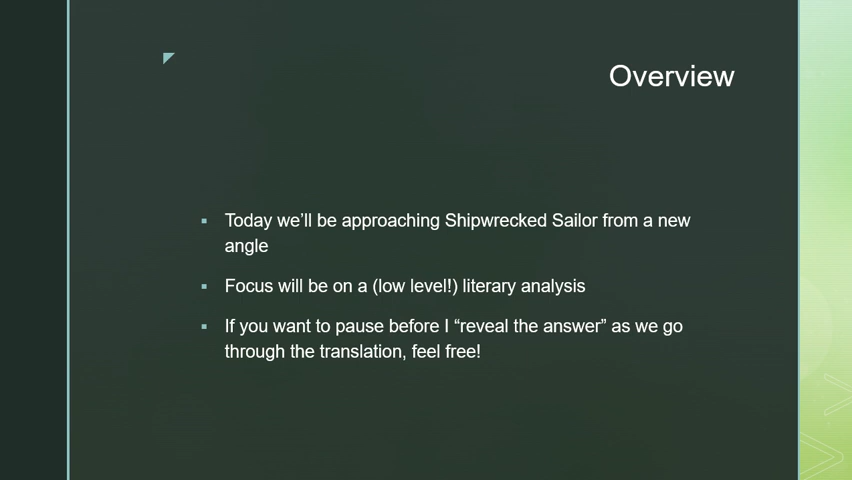 Overview
Today we'll be approaching Shipwrecked Sailor from a new
angle
Focus will be on a (low level!) literary analysis
If you want to pause before I “reveal the answer” as we go
through the translation, feel free!